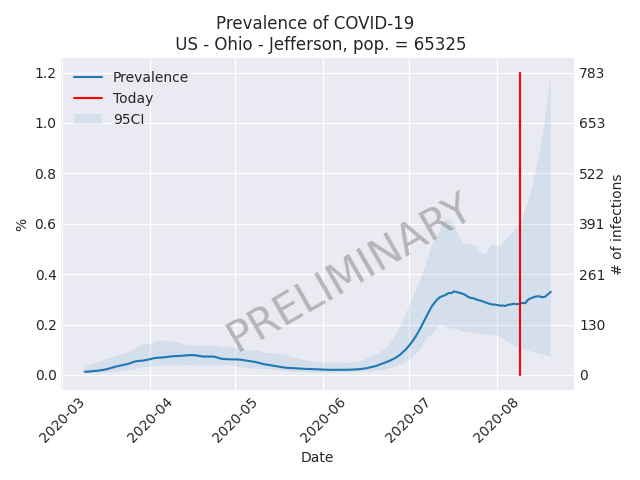 Prevalence of COVID-19
US - Ohio - Jefferson, pop. = 65325
Prevalence
Today
95CI
PRELIMINARY
1.2
1.0
0.8
0.6
0.4
0.2
0.0
%
783
653
522
391
261
130
0
# of infections
2020-03
2020-04
2020-05
2020-06
2020-07
2020-08
Date